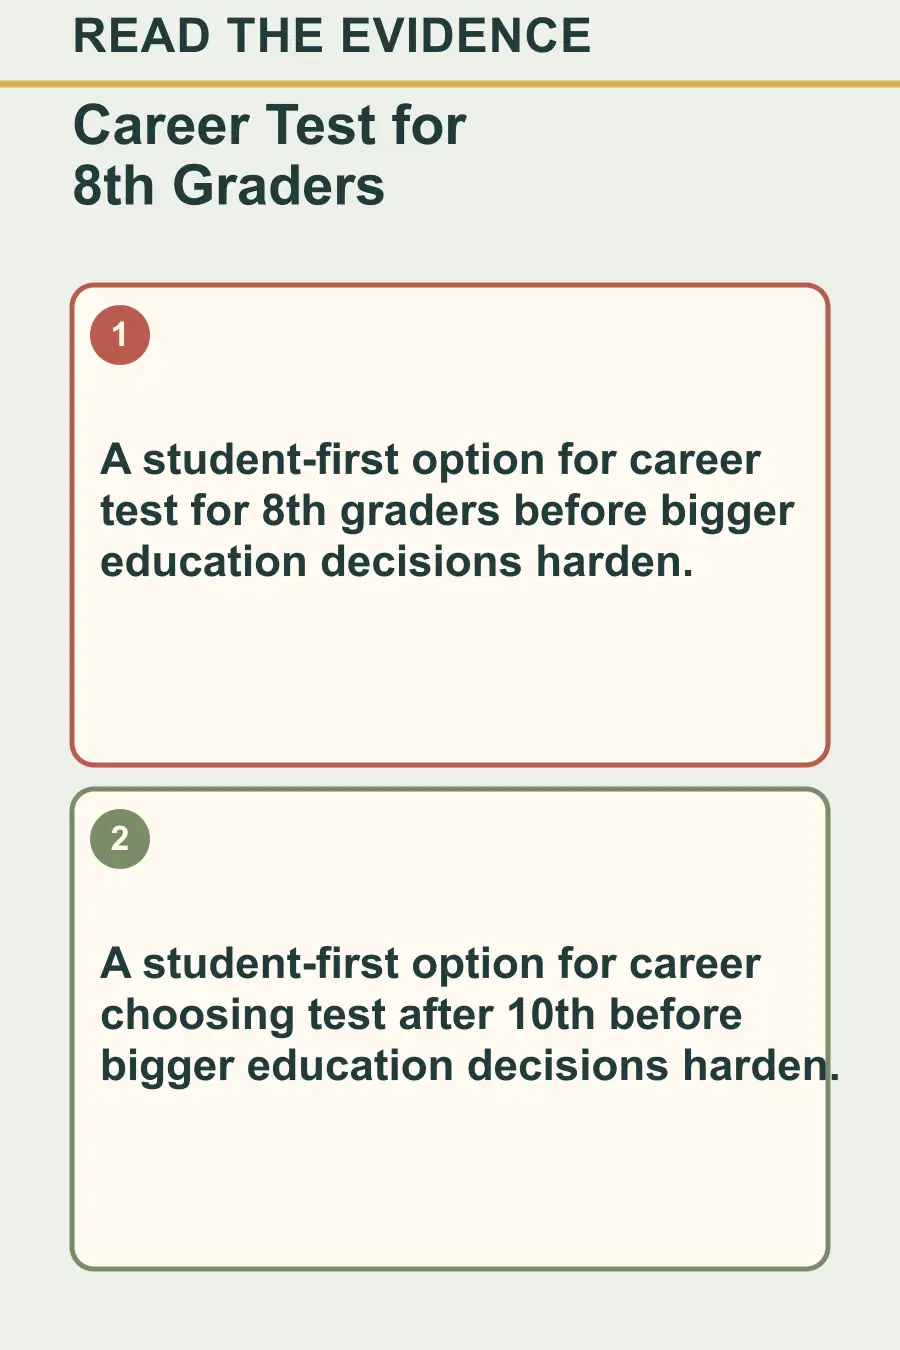 READ THE EVIDENCE
Career Test for
8th Graders
1
A student-first option for career
test for 8th graders before bigger
education decisions harden.
2
A student-first option for career
choosing test after 10th before
bigger education decisions harden.